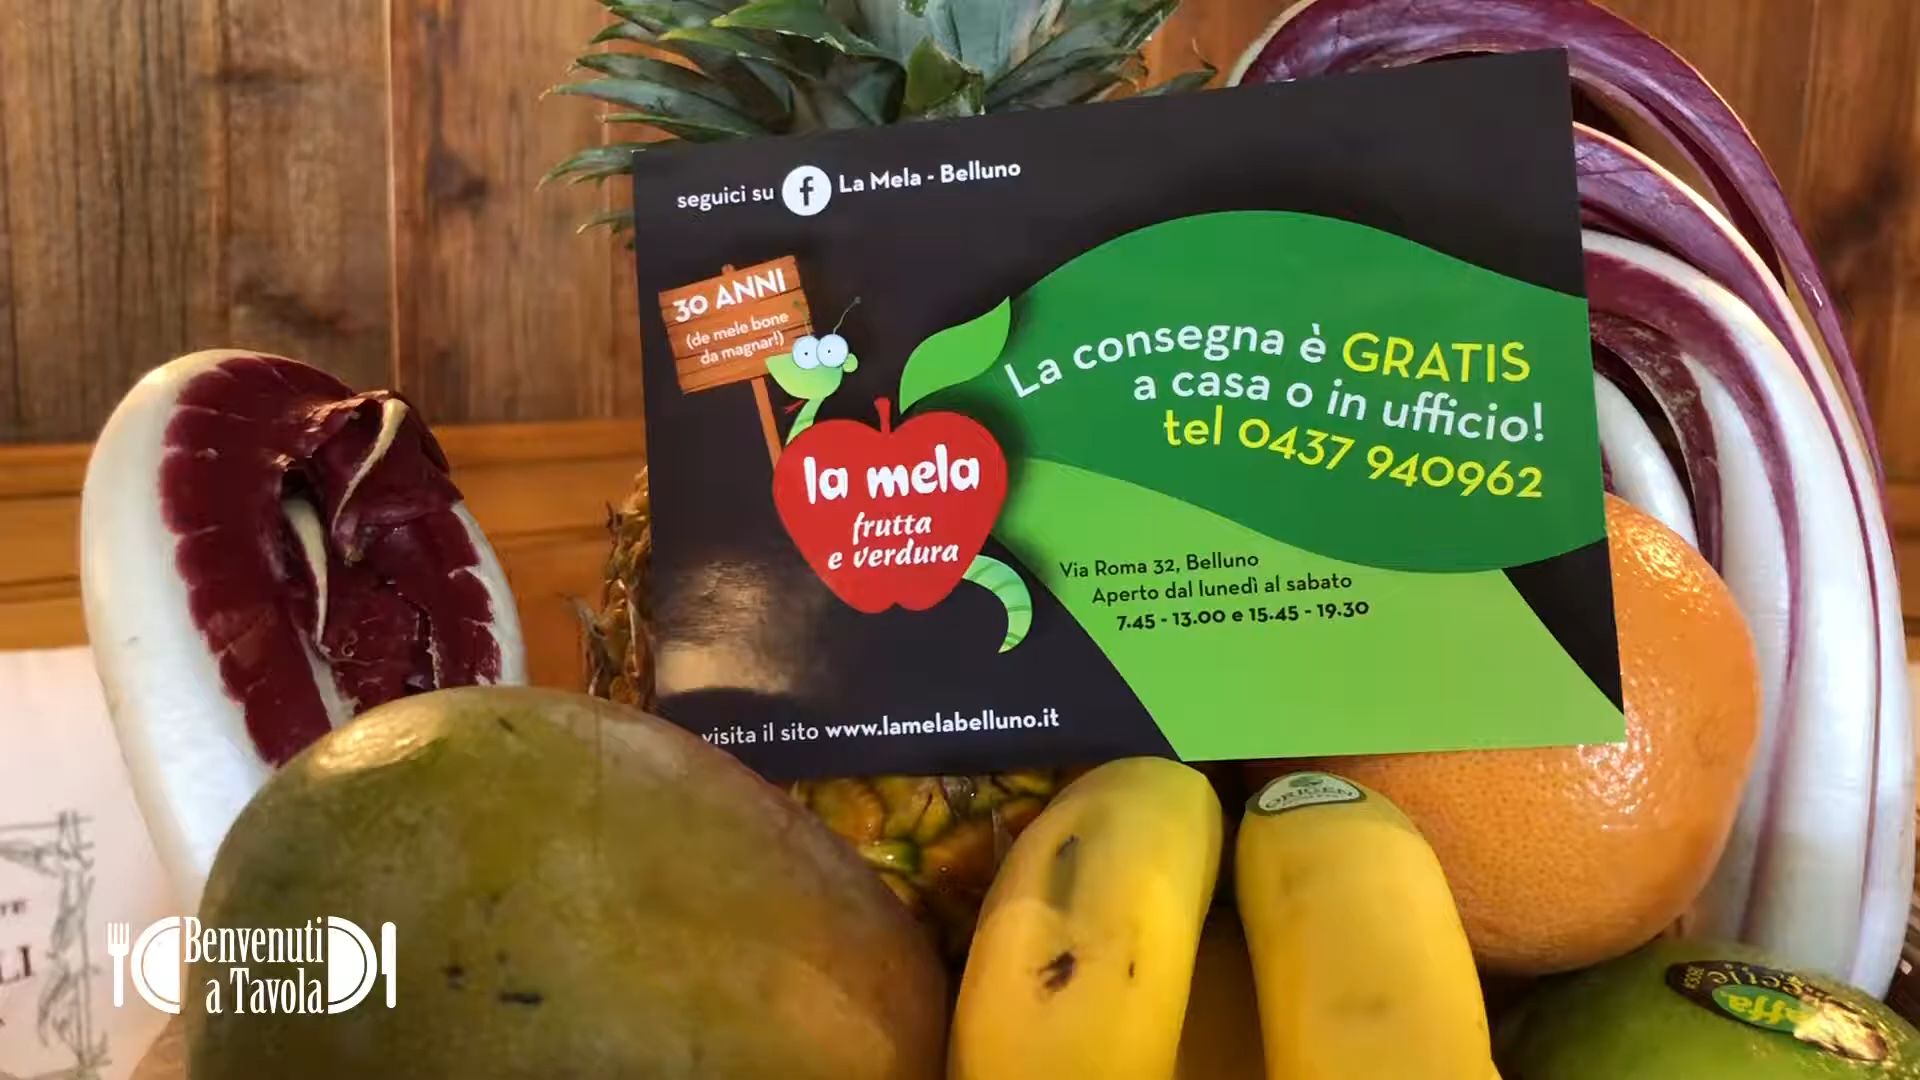 seguici su f La Mela - Belluno
30 ANNI
(de mele bone
da magnar!)
la mela
frutta
e verdura
La consegna è GRATIS
a casa o in ufficio!
tel 0437 940962
Via Roma 32, Belluno
Aperto dal lunedì al sabato
7.45 - 13.00 e 15.45 - 19.30
visita il sito www.lamelabelluno.it
ORIGEN
Benvenuti
a Tavola